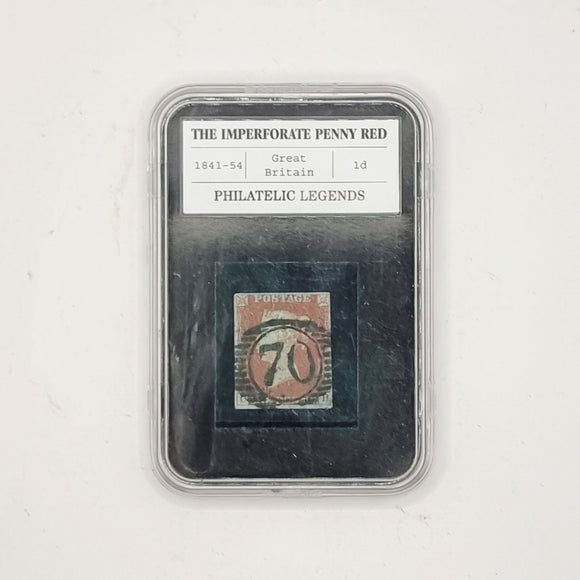 THE IMPERFORATE PENNY RED
1841-54 Great Britain 1d
PHILATELIC LEGENDS
POSTAGE
70